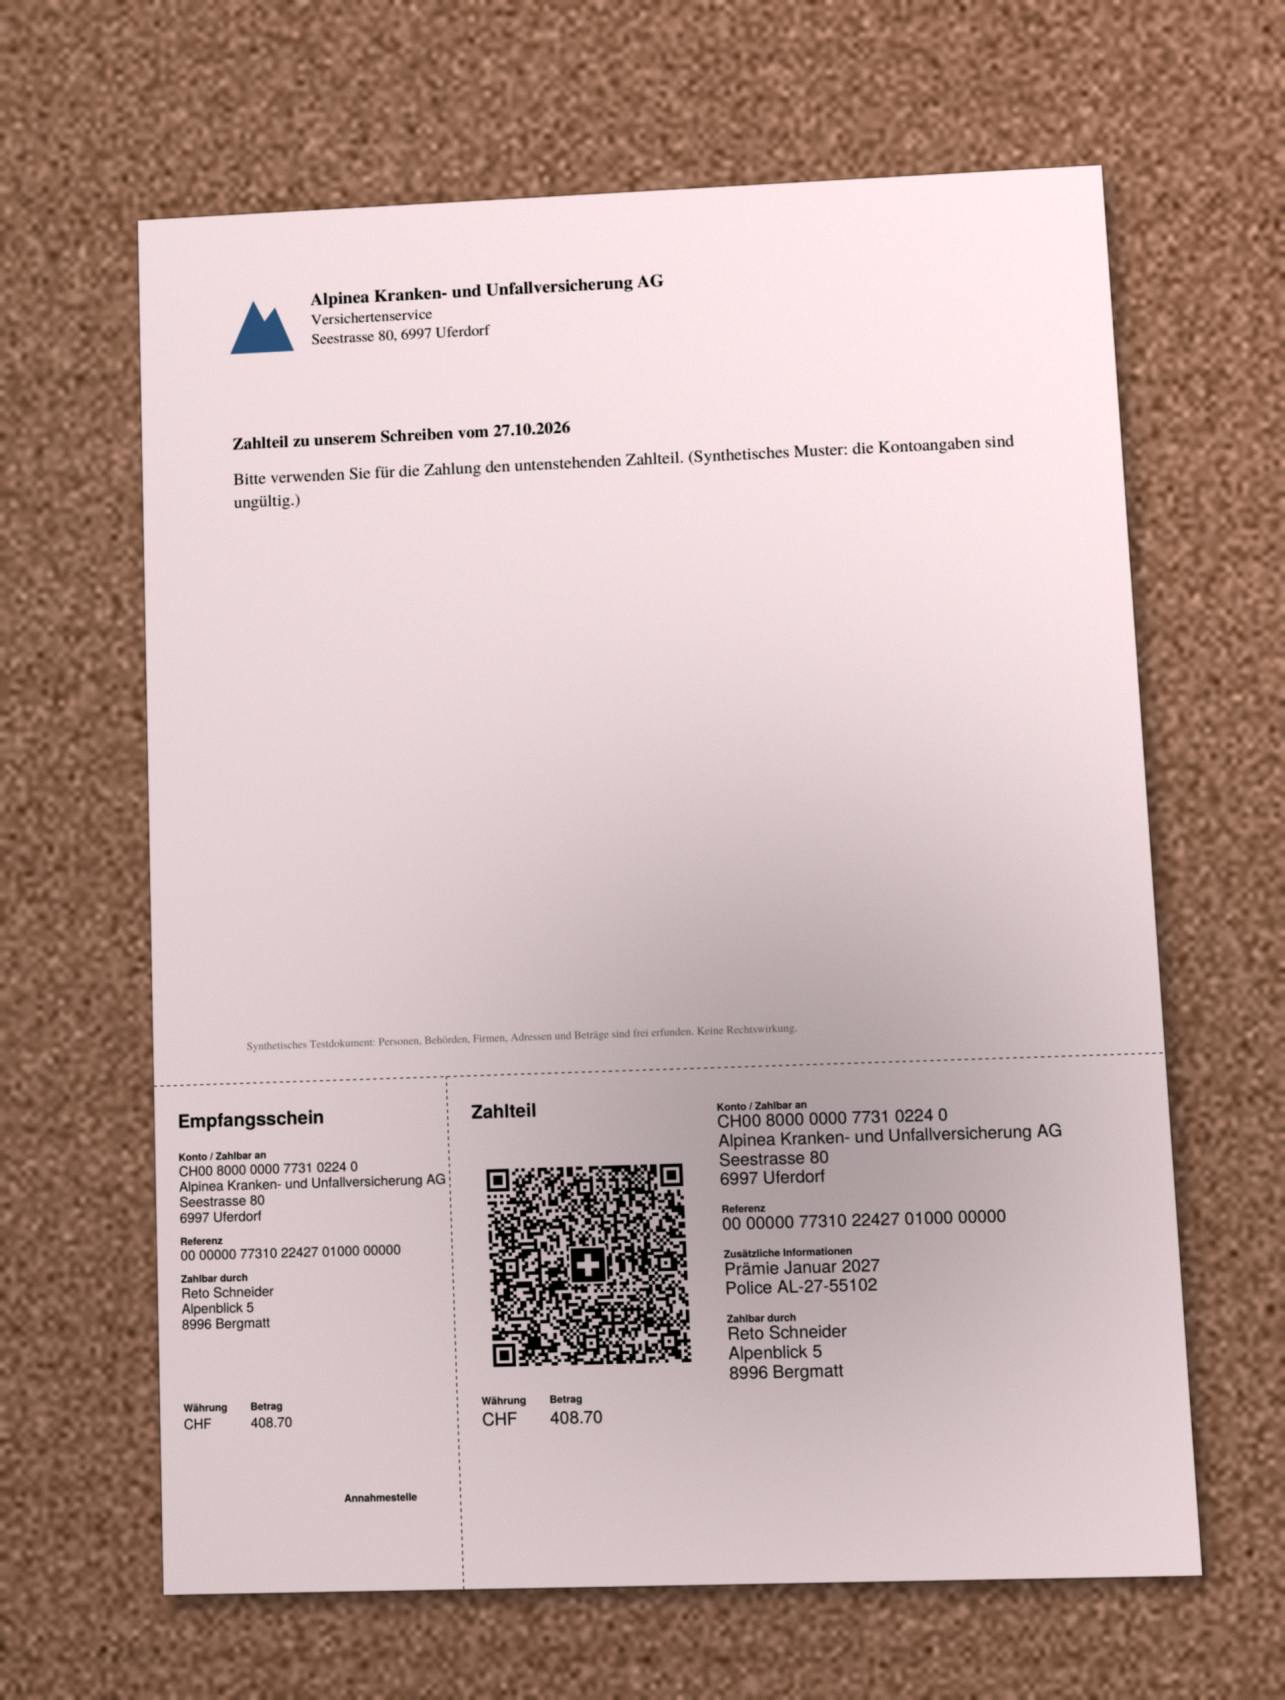 Alpinea Kranken- und Unfallversicherung AG
Versichertenservice
Seestrasse 80, 6997 Uferdorf
Zahlteil zu unserem Schreiben vom 27.10.2026
Bitte verwenden Sie für die Zahlung den untenstehenden Zahlteil. (Synthetisches Muster: die Kontoangaben sind
ungültig.)
Synthetisches Testdokument: Personen, Behörden, Firmen, Adressen und Beträge sind frei erfunden. Keine Rechtswirkung.
Empfangsschein
Konto / Zahlbar an
CH00 8000 0000 7731 0224 0
Alpinea Kranken- und Unfallversicherung AG
Seestrasse 80
6997 Uferdorf
Referenz
00 00000 77310 22427 01000 00000
Zahlbar durch
Reto Schneider
Alpenblick 5
8996 Bergmatt
Währung Betrag
CHF 408.70
Annahmestelle
Zahlteil
Währung Betrag
CHF 408.70
Konto / Zahlbar an
CH00 8000 0000 7731 0224 0
Alpinea Kranken- und Unfallversicherung AG
Seestrasse 80
6997 Uferdorf
Referenz
00 00000 77310 22427 01000 00000
Zusätzliche Informationen
Prämie Januar 2027
Police AL-27-55102
Zahlbar durch
Reto Schneider
Alpenblick 5
8996 Bergmatt